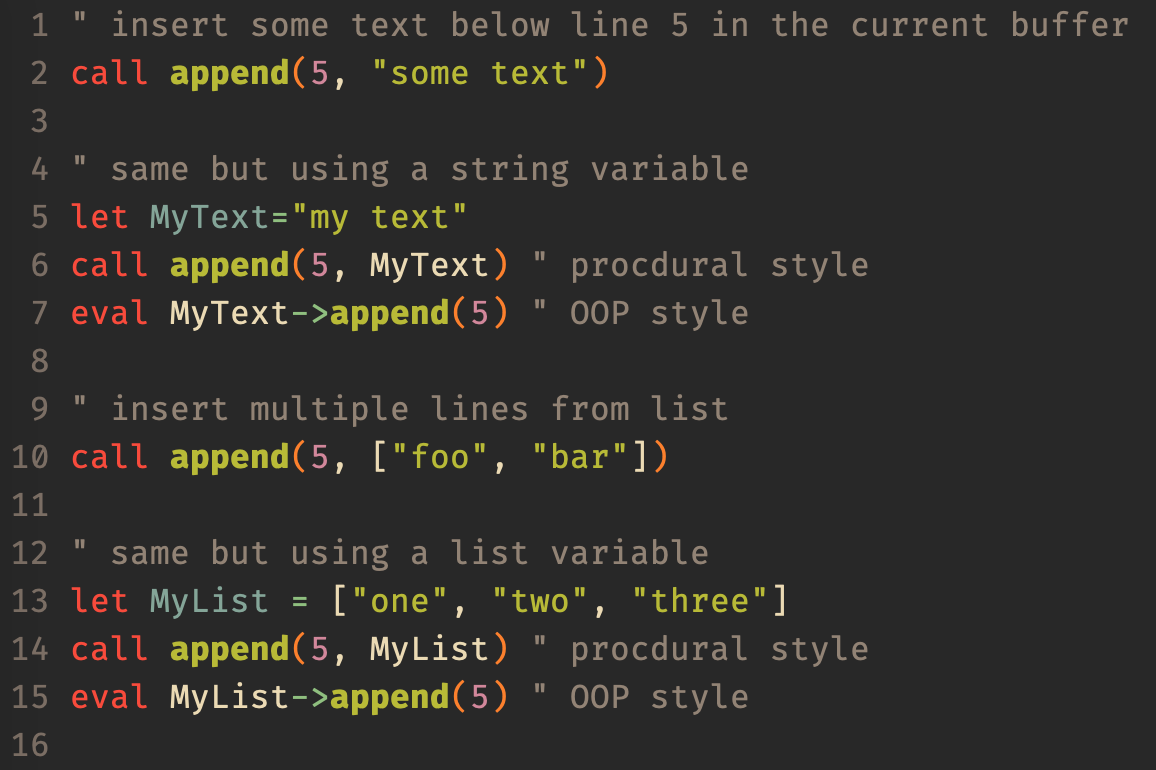 1 " insert some text below line 5 in the current buffer
2 call append(5, "some text")
3
4 " same but using a string variable
5 let MyText="my text"
6 call append(5, MyText) " procdural style
7 eval MyText->append(5) " OOP style
8
9 " insert multiple lines from list
10 call append(5, ["foo", "bar"])
11
12 " same but using a list variable
13 let MyList = ["one", "two", "three"]
14 call append(5, MyList) " procdural style
15 eval MyList->append(5) " OOP style
16